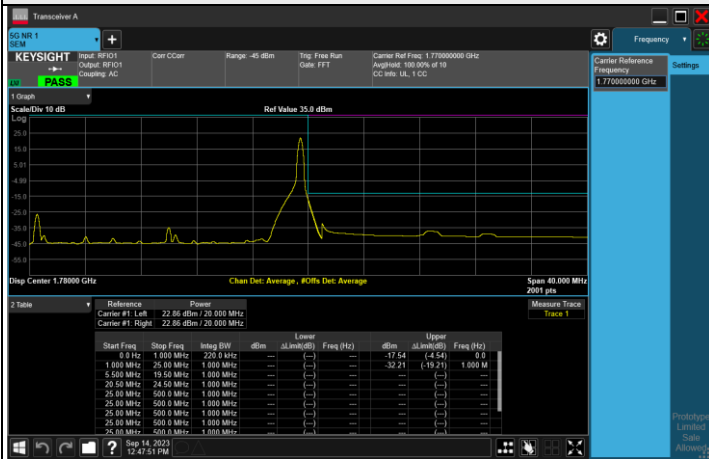 Transceiver A
5G NR 1
SEM
Frequency
KEYSIGHT
PASS
Input: RFIO1
Output: RFIO1
Coupling: AC
Corr CCorr
Range: -45 dBm
Trig: Free Run
Gate: FFT
Carrier Ref Freq: 1.770000000 GHz
Avg|Hold: 100.00% of 10
CC Info: UL, 1 CC
Carrier Reference
Frequency
1.770000000 GHz
Settings
1 Graph
Scale/Div 10 dB
Ref Value 35.0 dBm
Log
25.0
15.0
5.01
-4.99
-15.0
-25.0
-35.0
-45.0
-55.0
Disp Center 1.78000 GHz
Chan Det: Average , #Offs Det: Average
Span 40.000 MHz
2001 pts
2 Table
Reference Power
Carrier #1: Left 22.86 dBm / 20.000 MHz
Carrier #1: Right 22.86 dBm / 20.000 MHz
Measure Trace
Trace 1
Lower Upper
Start Freq Stop Freq Integ BW dBm ΔLimit(dB) Freq (Hz) dBm ΔLimit(dB) Freq (Hz)
0.0 Hz 1.000 MHz 220.0 kHz --- (---) --- -17.54 (-4.54) 0.0
1.000 MHz 25.00 MHz 1.000 MHz --- (---) --- -32.21 (-19.21) 1.000 M
5.500 MHz 19.50 MHz 1.000 MHz --- (---) --- --- (---) ---
20.50 MHz 24.50 MHz 1.000 MHz --- (---) --- --- (---) ---
25.00 MHz 500.0 MHz 1.000 MHz --- (---) --- --- (---) ---
25.00 MHz 500.0 MHz 1.000 MHz --- (---) --- --- (---) ---
25.00 MHz 500.0 MHz 1.000 MHz --- (---) --- --- (---) ---
25.00 MHz 500.0 MHz 1.000 MHz --- (---) --- --- (---) ---
25.00 MHz 500.0 MHz 1.000 MHz --- (---) --- --- (---) ---
Prototype
Limited
Sale
Allowed
?
Sep 14, 2023
12:47:51 PM